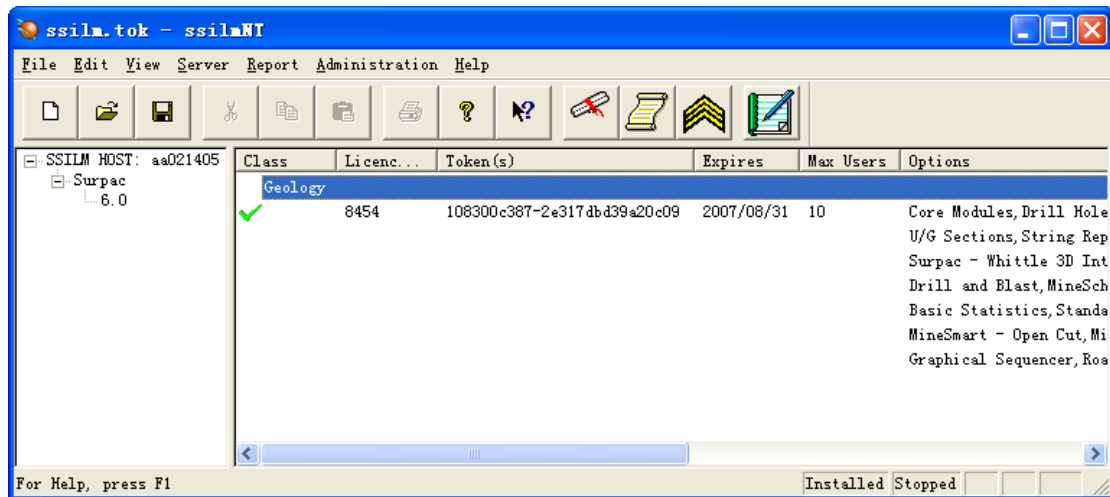 ssilm.tok - ssilmNT
File Edit View Server Report Administration Help
SSILM HOST: aa021405
Surpac
6.0
Class Licenc... Token(s) Expires Max Users Options
Geology
8454 108300c387-2e317dbd39a20c09 2007/08/31 10 Core Modules, Drill Hole
U/G Sections, String Rep
Surpac - Whittle 3D Int
Drill and Blast, MineSch
Basic Statistics, Standa
MineSmart - Open Cut, Mi
Graphical Sequencer, Roa
For Help, press F1
Installed Stopped